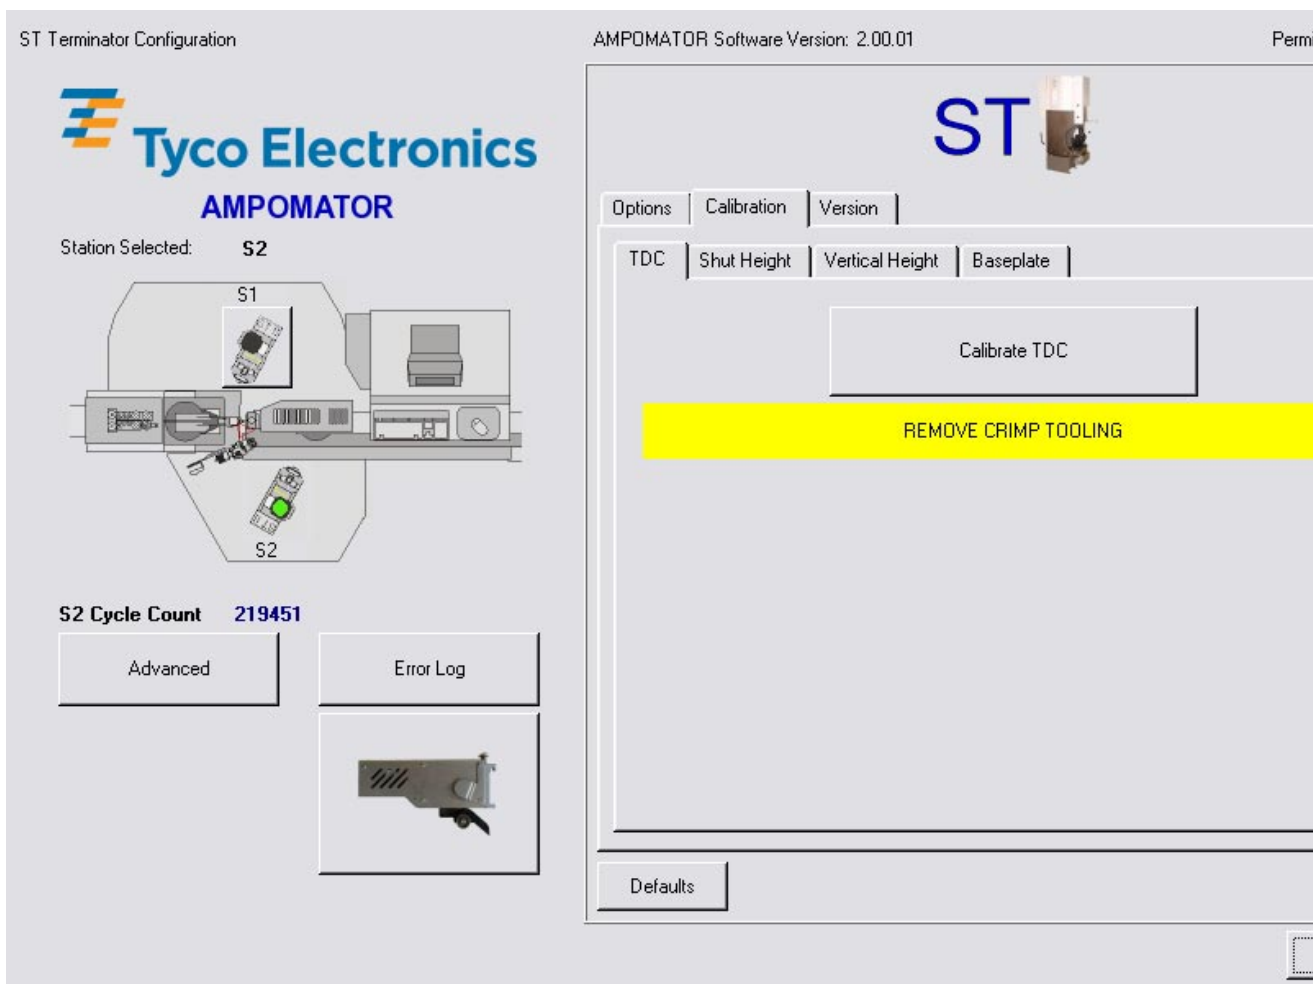 ST Terminator Configuration
AMPOMATOR Software Version: 2.00.01
Permi
Tyco Electronics
AMPOMATOR
Station Selected: S2
S1
S2
S2 Cycle Count 219451
Advanced
Error Log
ST
Options Calibration Version
TDC Shut Height Vertical Height Baseplate
Calibrate TDC
REMOVE CRIMP TOOLING
Defaults